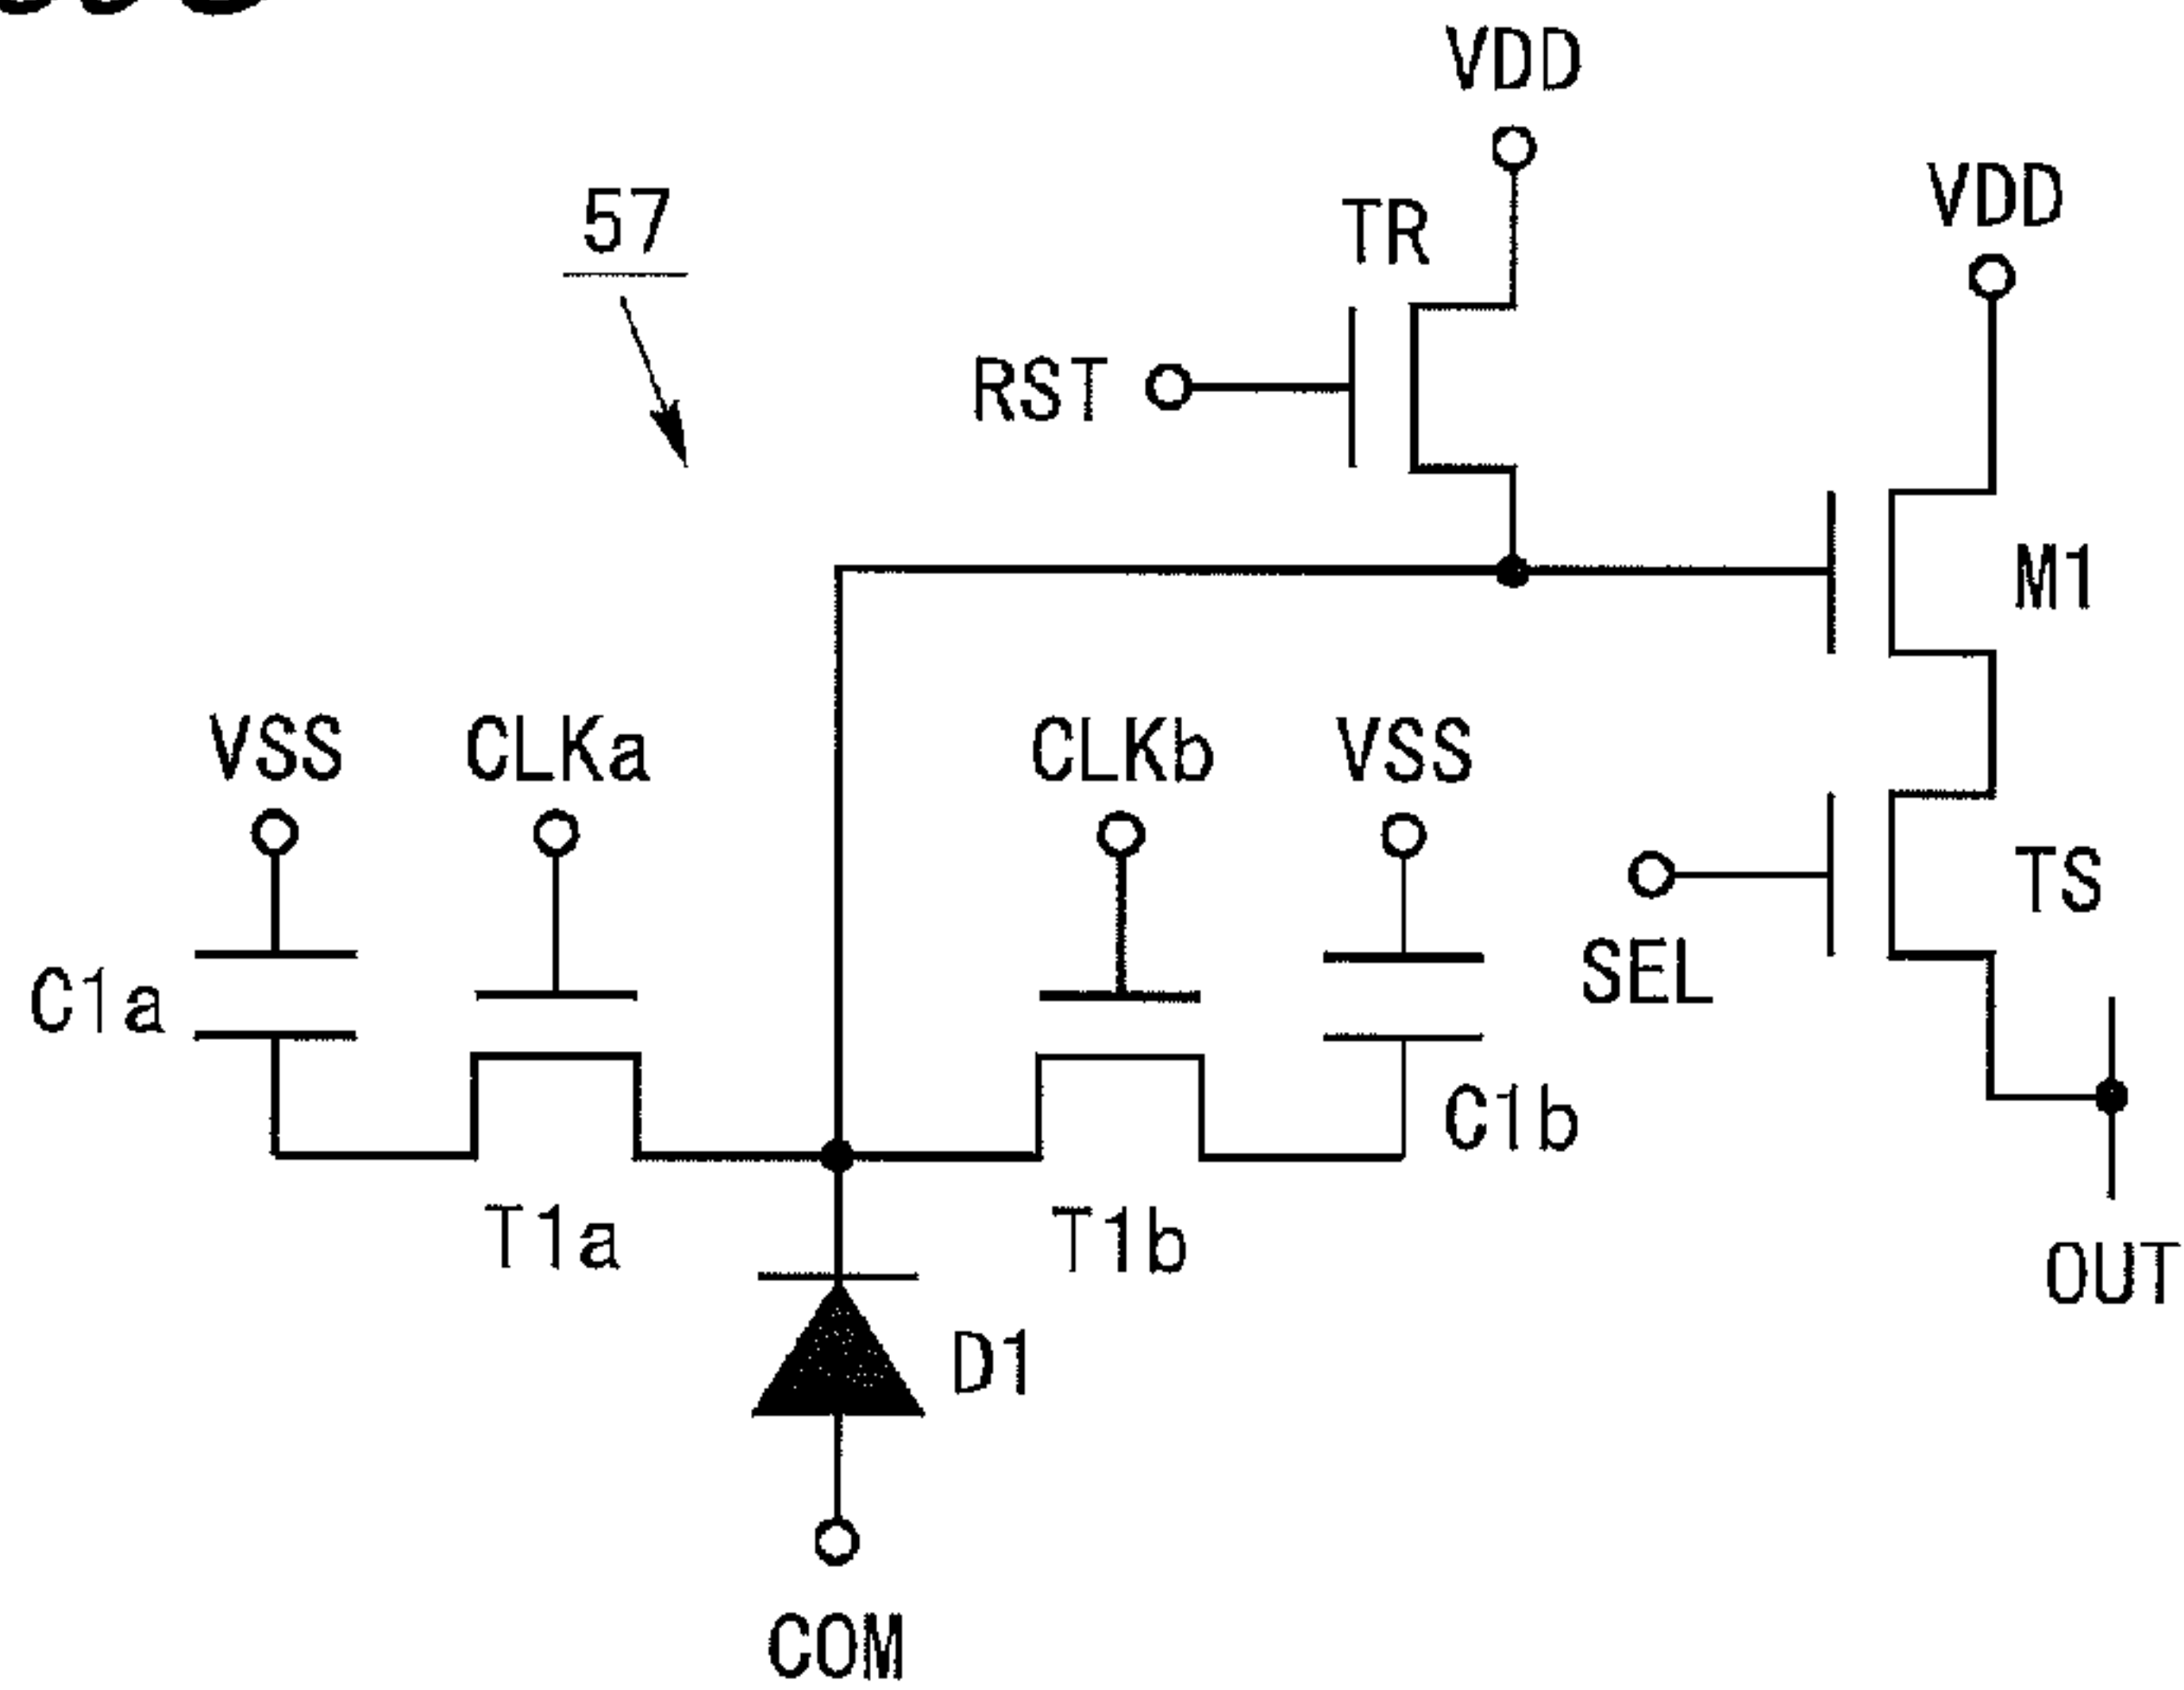 VDD
VDD
57
TR
RST
M1
VSS
CLKa
CLKb
VSS
TS
SEL
C1a
C1b
T1a
T1b
OUT
D1
COM